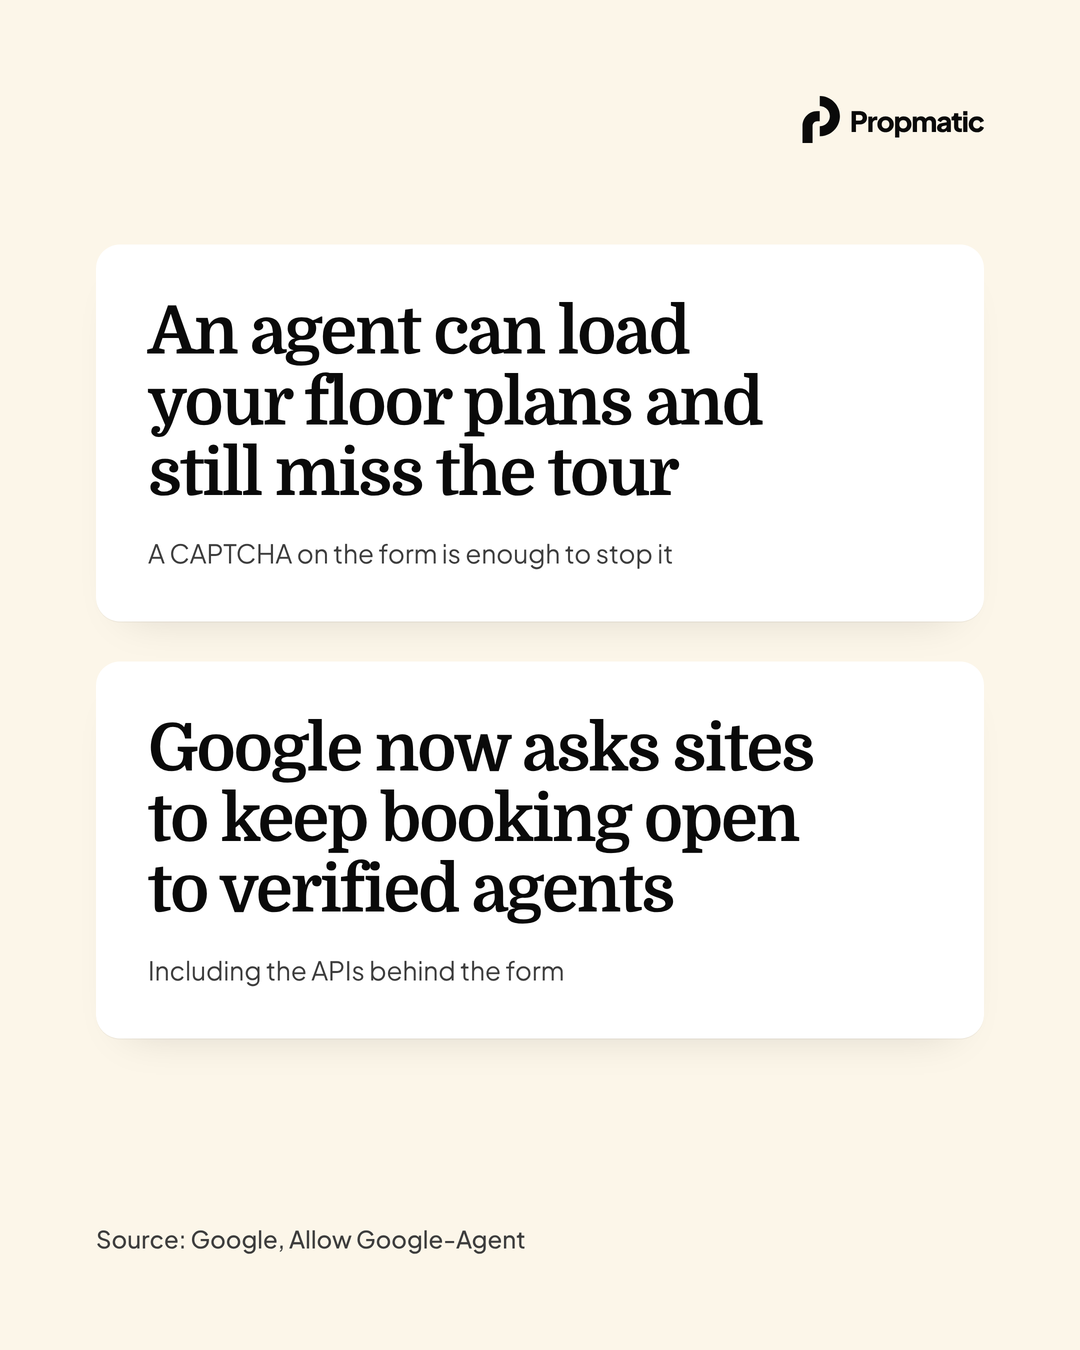 Propmatic
An agent can load
your floor plans and
still miss the tour
A CAPTCHA on the form is enough to stop it
Google now asks sites
to keep booking open
to verified agents
Including the APIs behind the form
Source: Google, Allow Google-Agent